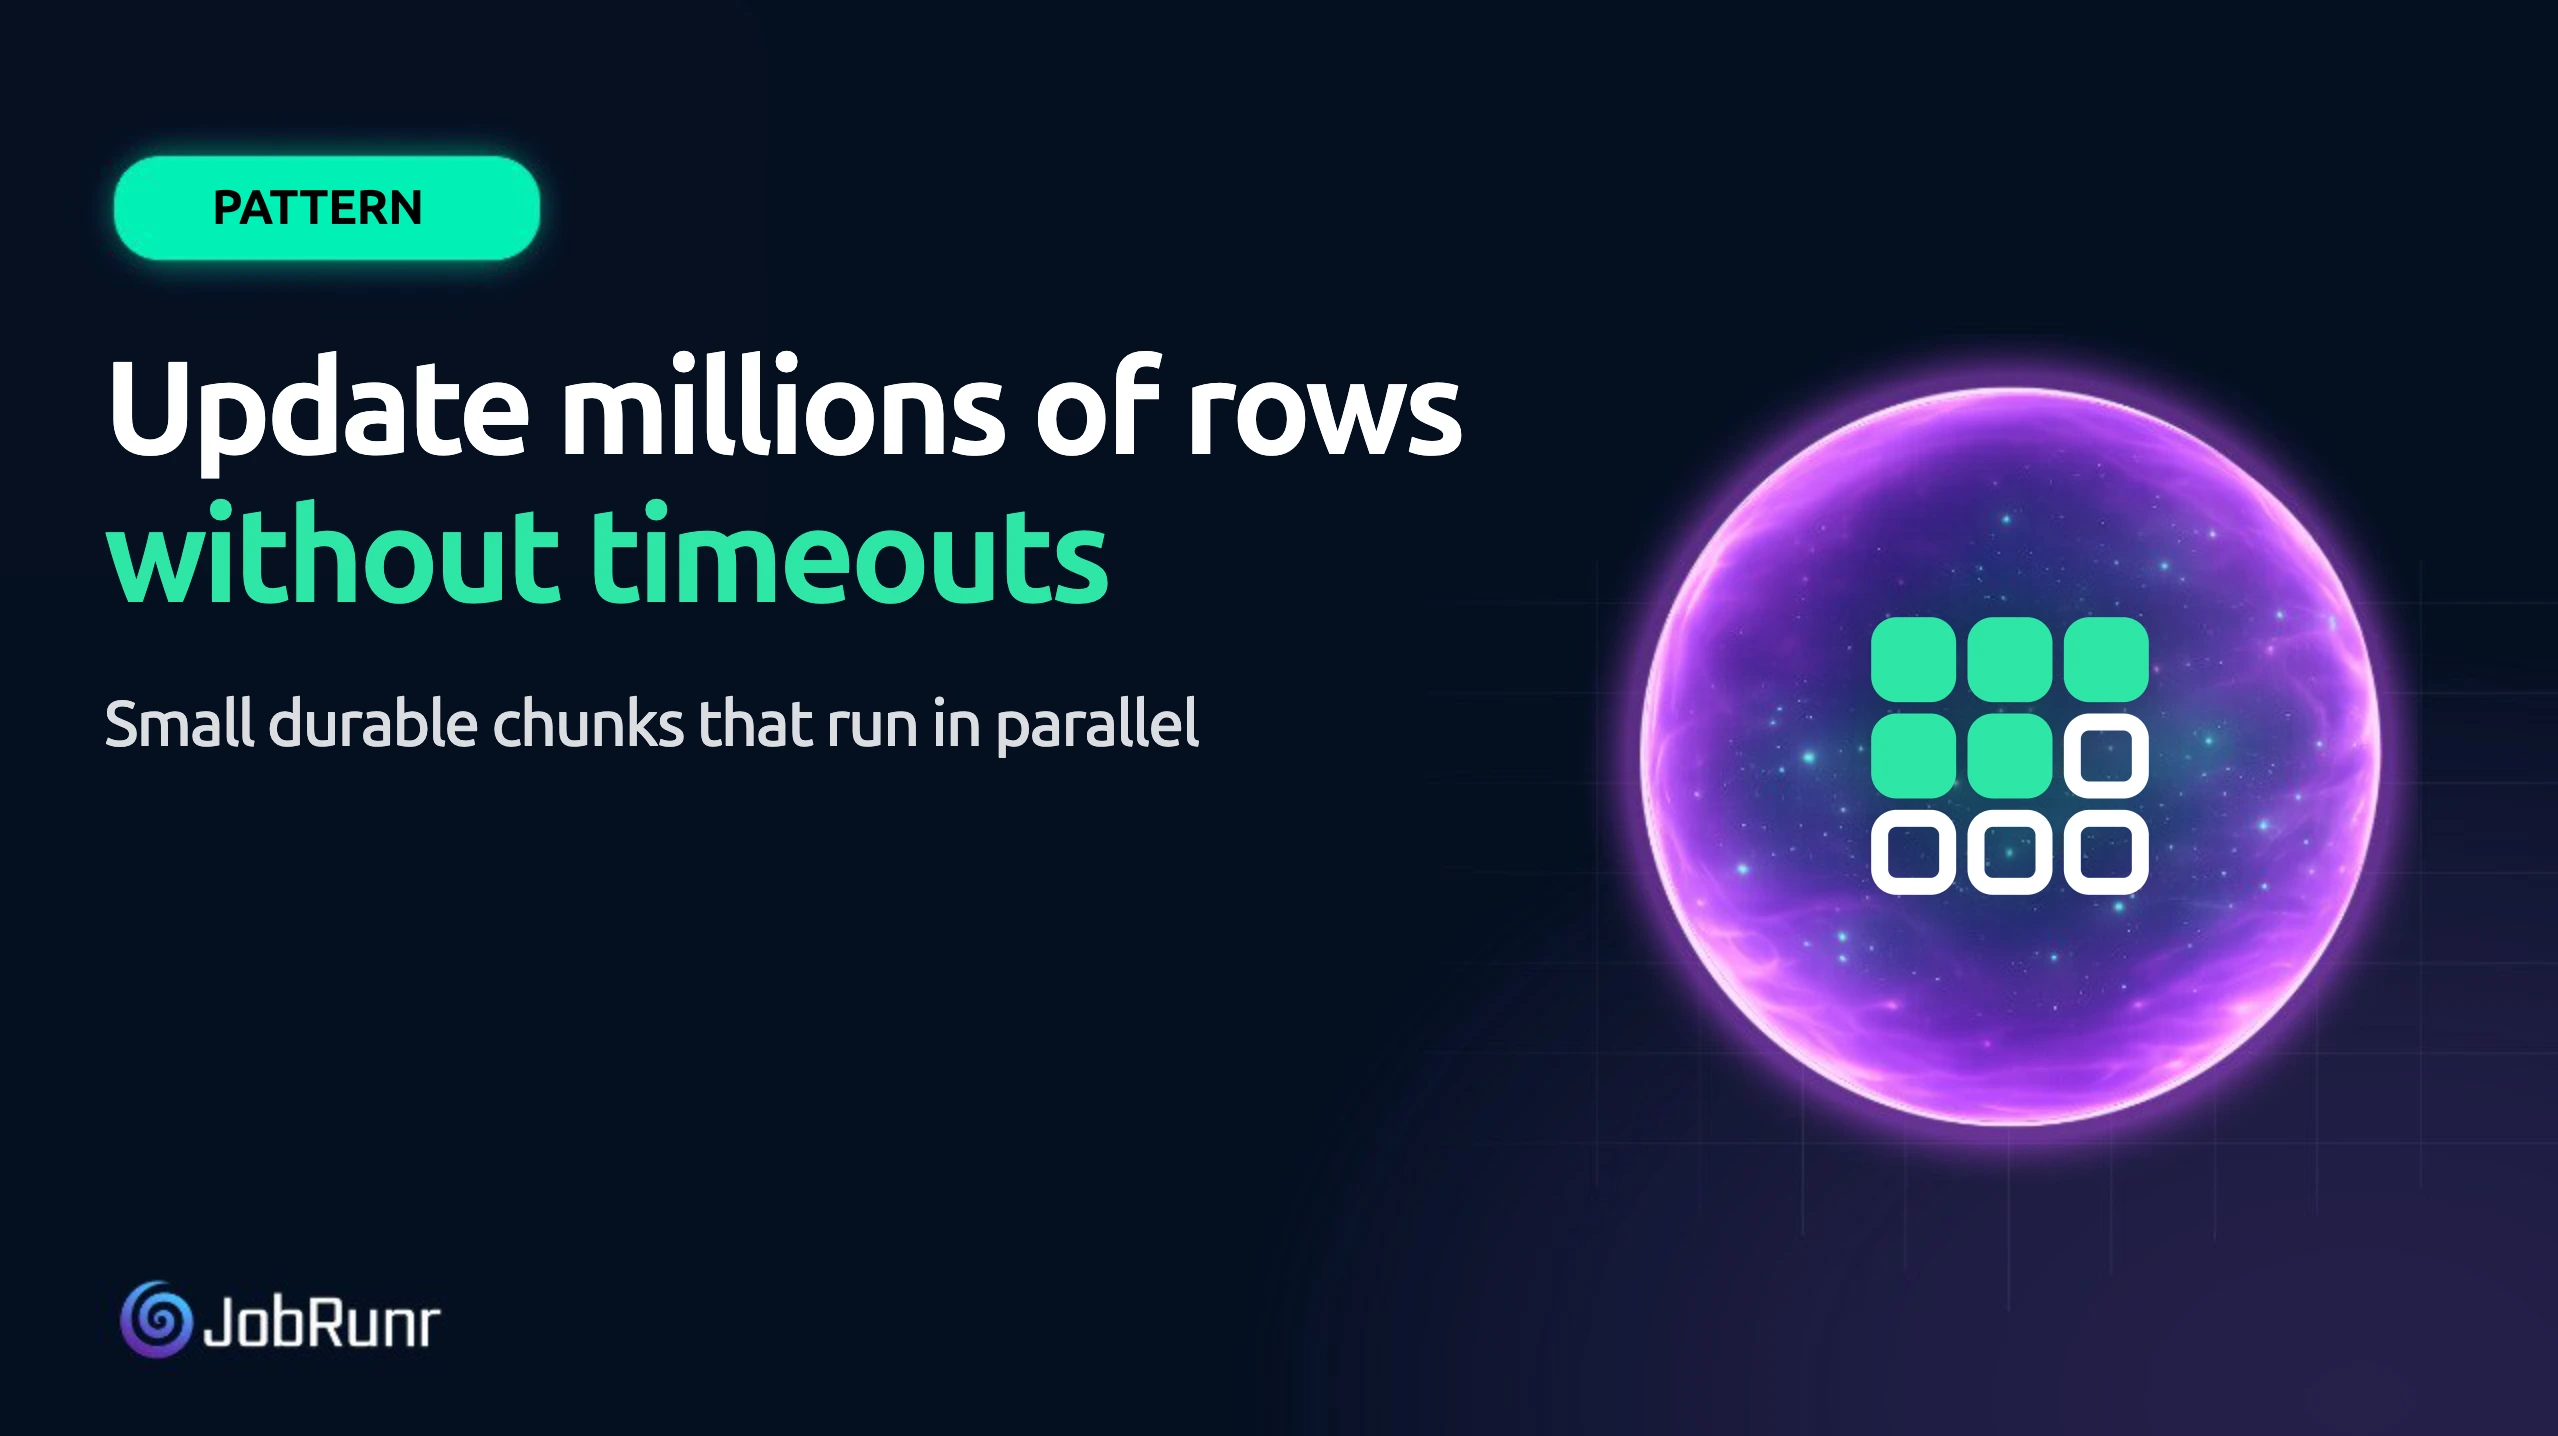 PATTERN
Update millions of rows
without timeouts
Small durable chunks that run in parallel
JobRunr